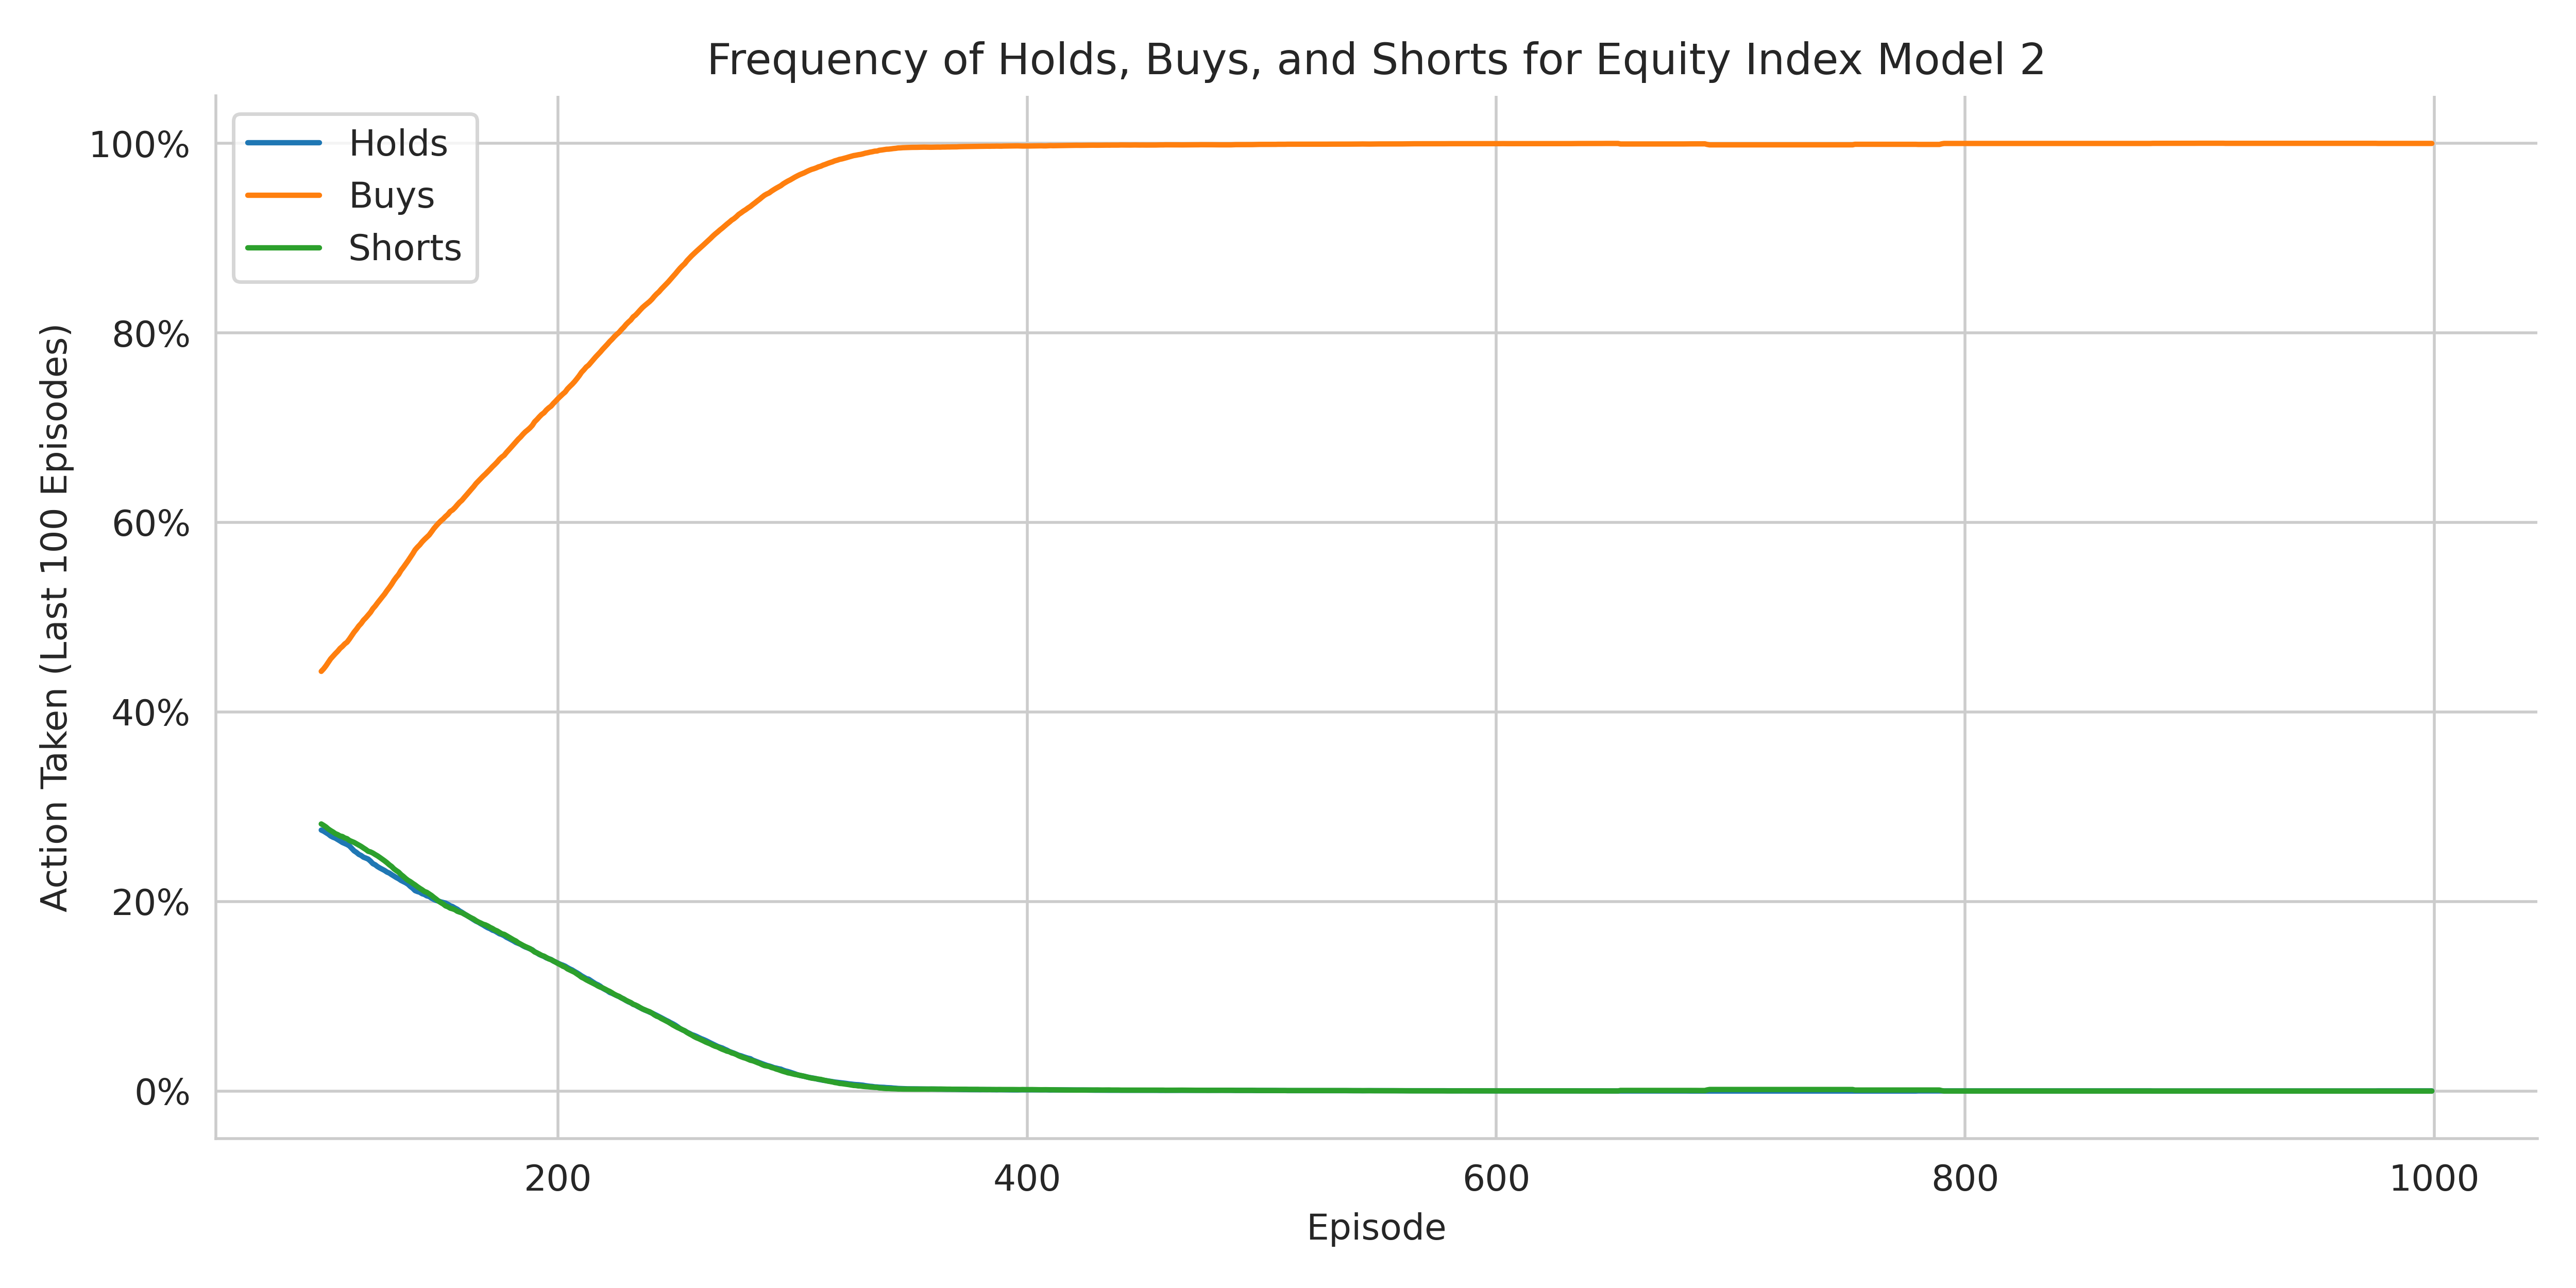 Frequency of Holds, Buys, and Shorts for Equity Index Model 2
Holds
Buys
Shorts
Action Taken (Last 100 Episodes)
100%
80%
60%
40%
20%
0%
200 400 600 800 1000
Episode